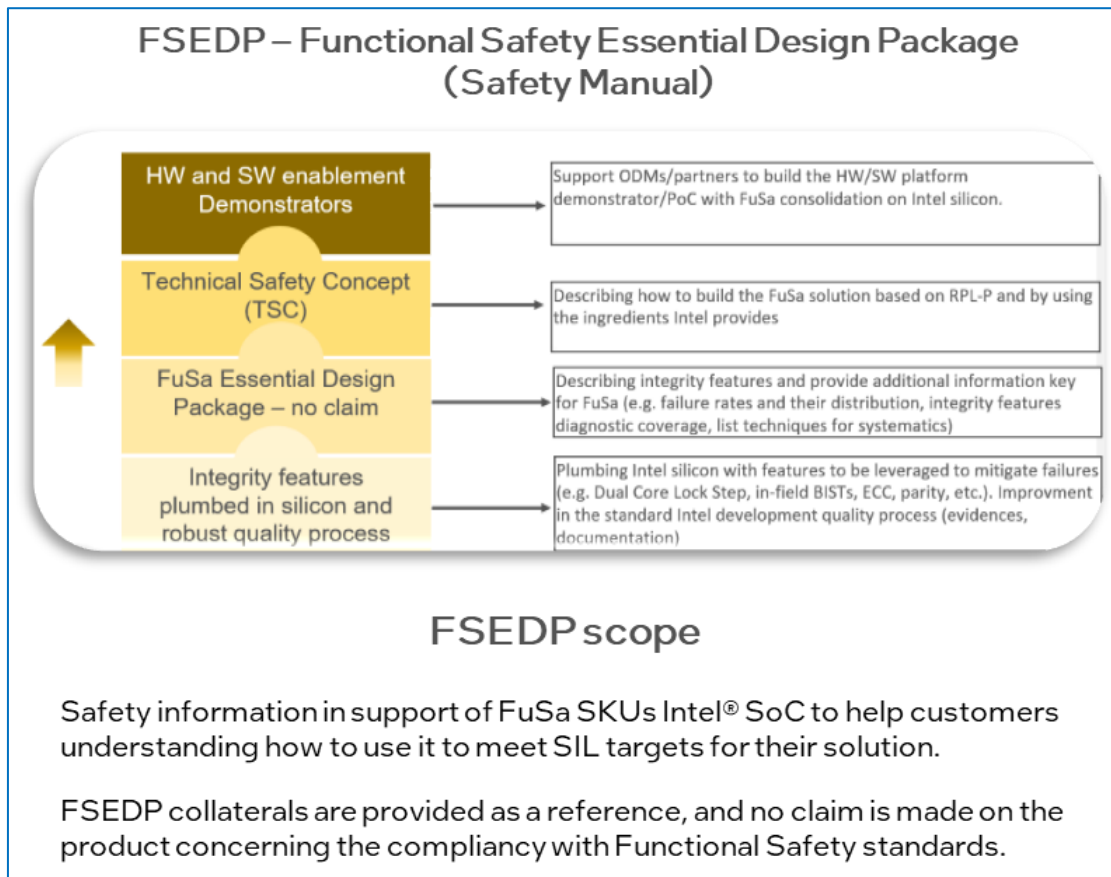 FSEDP – Functional Safety Essential Design Package
(Safety Manual)
HW and SW enablement
Demonstrators
Support ODMs/partners to build the HW/SW platform
demonstrator/PoC with FuSa consolidation on Intel silicon.
Technical Safety Concept
(TSC)
Describing how to build the FuSa solution based on RPL-P and by using
the ingredients Intel provides
FuSa Essential Design
Package – no claim
Describing integrity features and provide additional information key
for FuSa (e.g. failure rates and their distribution, integrity features
diagnostic coverage, list techniques for systematics)
Integrity features
plumbed in silicon and
robust quality process
Plumbing Intel silicon with features to be leveraged to mitigate failures
(e.g. Dual Core Lock Step, in-field BISTs, ECC, parity, etc.). Improvment
in the standard Intel development quality process (evidences,
documentation)
FSEDP scope
Safety information in support of FuSa SKUs Intel® SoC to help customers
understanding how to use it to meet SIL targets for their solution.
FSEDP collaterals are provided as a reference, and no claim is made on the
product concerning the compliancy with Functional Safety standards.